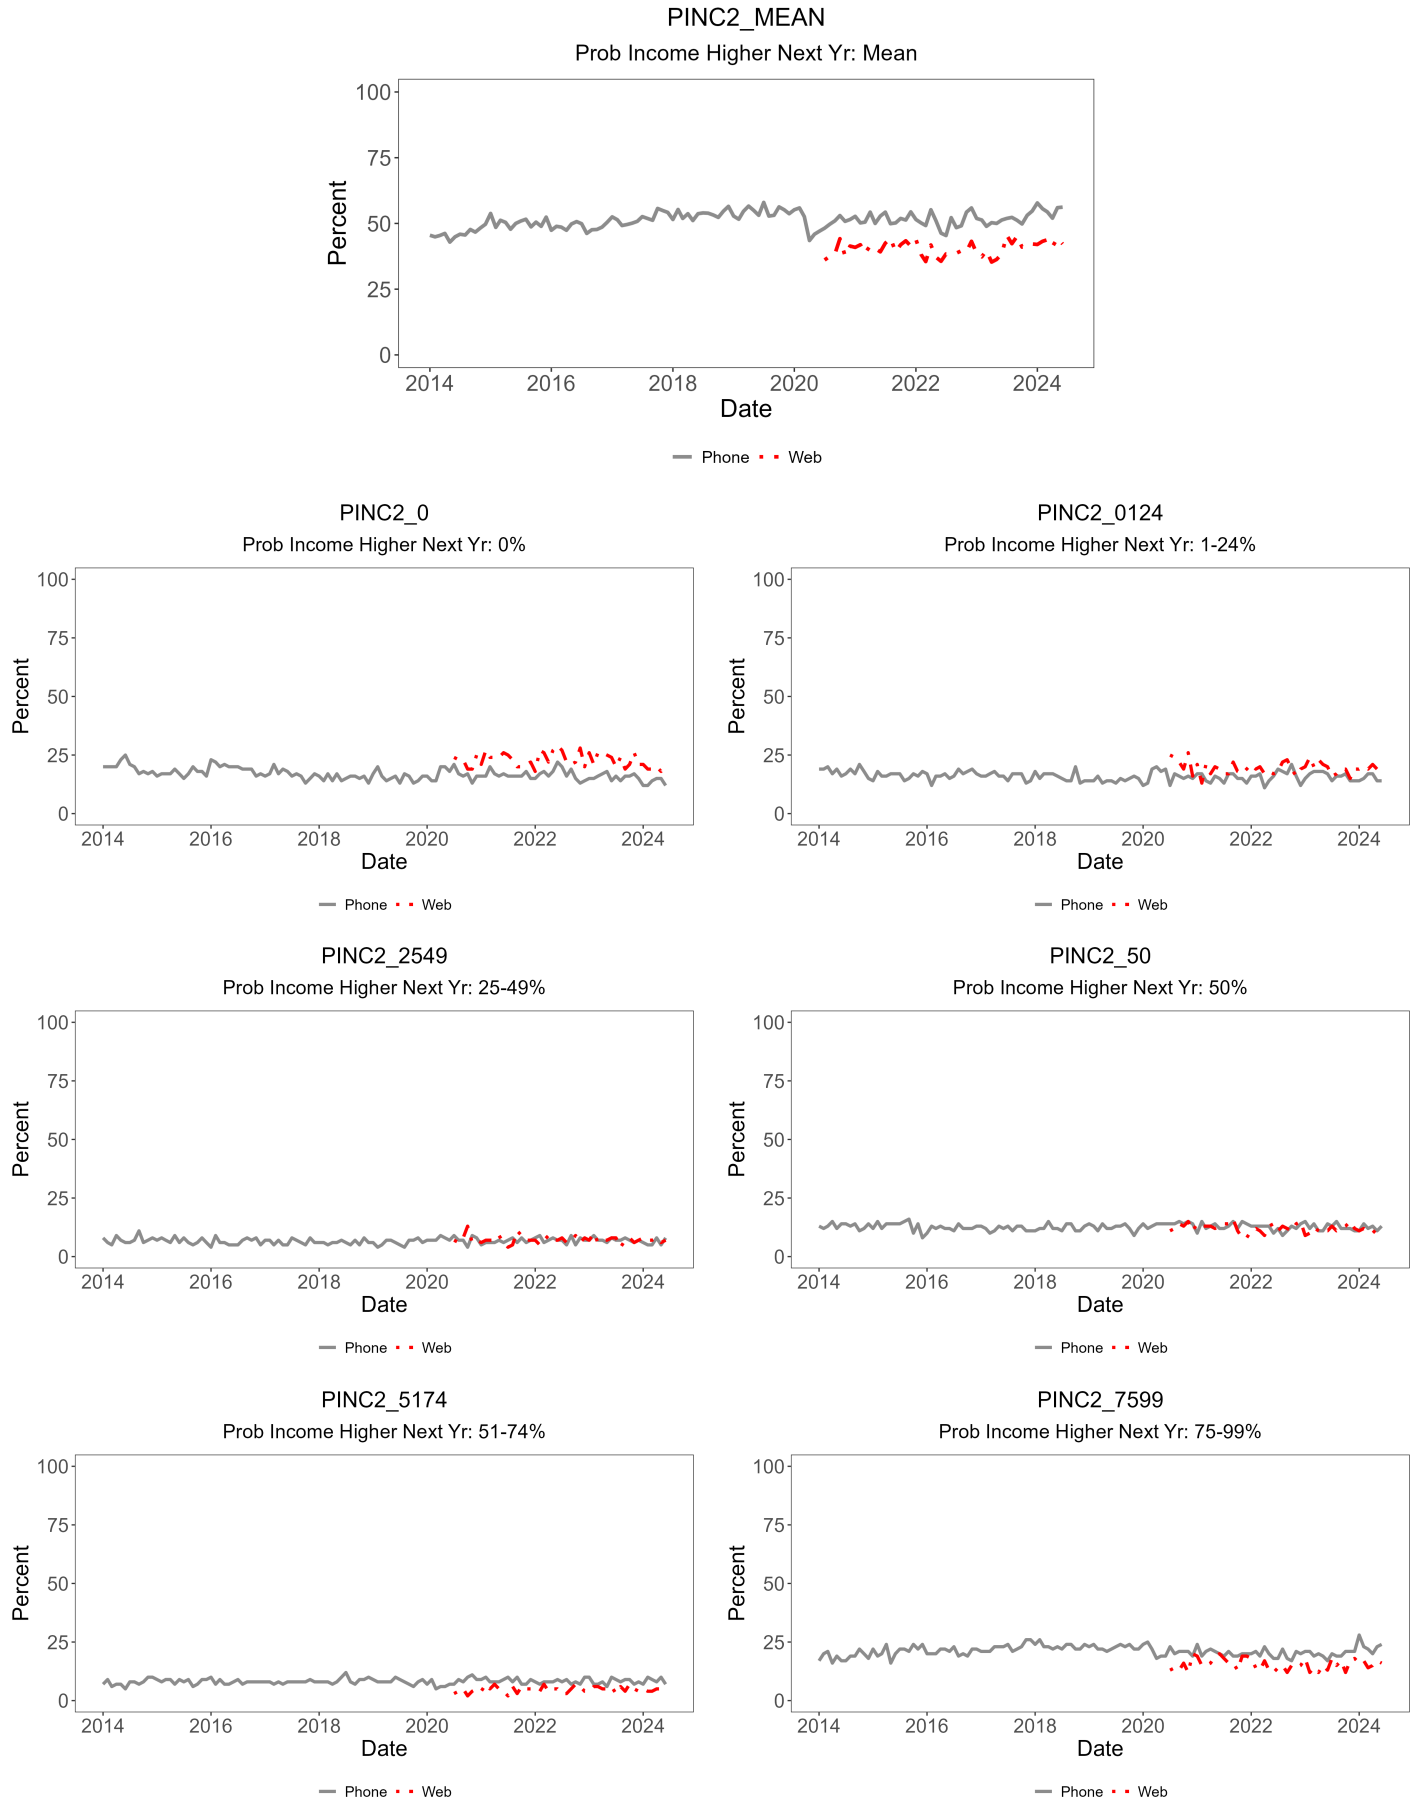 PINC2_MEAN
Prob Income Higher Next Yr: Mean
100
75
50
25
0
Percent
2014 2016 2018 2020 2022 2024
Date
Phone Web
PINC2_0
Prob Income Higher Next Yr: 0%
100
75
50
25
0
Percent
2014 2016 2018 2020 2022 2024
Date
Phone Web
PINC2_0124
Prob Income Higher Next Yr: 1-24%
100
75
50
25
0
Percent
2014 2016 2018 2020 2022 2024
Date
Phone Web
PINC2_2549
Prob Income Higher Next Yr: 25-49%
100
75
50
25
0
Percent
2014 2016 2018 2020 2022 2024
Date
Phone Web
PINC2_50
Prob Income Higher Next Yr: 50%
100
75
50
25
0
Percent
2014 2016 2018 2020 2022 2024
Date
Phone Web
PINC2_5174
Prob Income Higher Next Yr: 51-74%
100
75
50
25
0
Percent
2014 2016 2018 2020 2022 2024
Date
Phone Web
PINC2_7599
Prob Income Higher Next Yr: 75-99%
100
75
50
25
0
Percent
2014 2016 2018 2020 2022 2024
Date
Phone Web